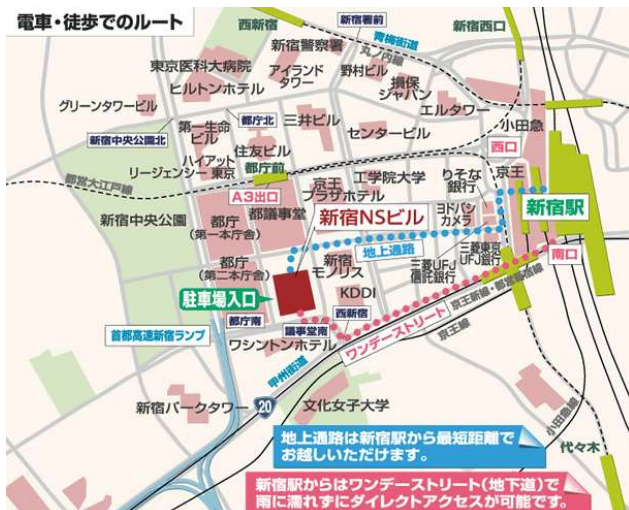 電車・徒歩でのルート
西新宿
新宿署前
青梅街道
新宿西口
新宿警察署
丸ノ内線
東京医科大病院
アイランド
タワー
野村ビル
損保
ジャパン
ヒルトンホテル
グリーンタワービル
エルタワー
小田急
都庁北
新宿中央公園北
第一生命
ビル
三井ビル
センタービル
住友ビル
西口
ハイアット
リージェンシー 東京
都庁前
工学院大学
りそな
銀行
京王
都営大江戸線
A3出口
京王
プラザホテル
新宿駅
新宿中央公園
都議事堂
ヨドバシ
カメラ
都庁
(第一本庁舎)
新宿NSビル
地上通路
三菱東京
UFJ銀行
南口
都庁
(第二本庁舎)
新宿
モノリス
三菱UFJ
信託銀行
駐車場入口
KDDI
京王新線・都営新宿線
都庁南
西新宿
首都高速新宿ランプ
議事堂南
ワンデーストリート
京王線
ワシントンホテル
甲州街道
新宿パークタワー
20
文化女子大学
小田急線
代々木
地上通路は新宿駅から最短距離で
お越しいただけます。
新宿駅からはワンデーストリート(地下道)で
雨に濡れずにダイレクトアクセスが可能です。